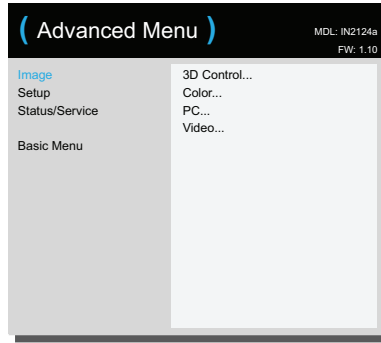 ( Advanced Menu )
MDL: IN2124a
FW: 1.10
Image
Setup
Status/Service
Basic Menu
3D Control...
Color...
PC...
Video...